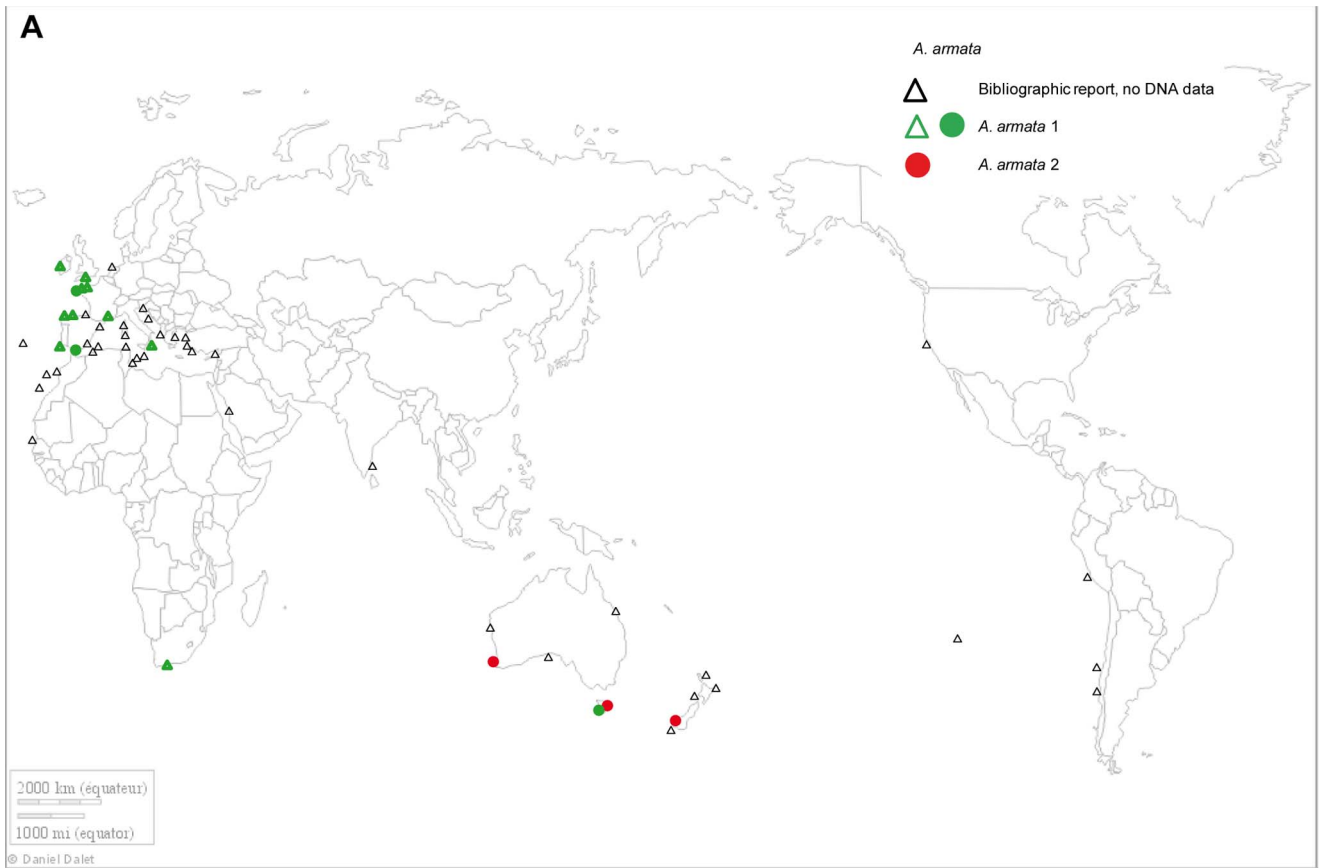 A
A. armata
Bibliographic report, no DNA data
A. armata 1
A. armata 2
2000 km (équateur)
1000 mi (equator)
© Daniel Dalet